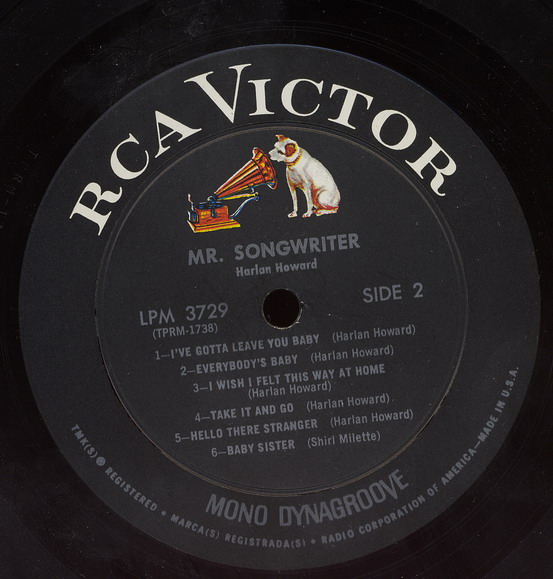 RCA VICTOR
MR. SONGWRITER
Harlan Howard
LPM 3729
(TPRM-1738)
SIDE 2
1—I'VE GOTTA LEAVE YOU BABY (Harlan Howard)
2—EVERYBODY'S BABY (Harlan Howard)
3—I WISH I FELT THIS WAY AT HOME
(Harlan Howard)
4—TAKE IT AND GO (Harlan Howard)
5—HELLO THERE STRANGER (Harlan Howard)
6—BABY SISTER (Shirl Milette)
MONO DYNAGROOVE
TMK(S) ® REGISTERED • MARCA(S) REGISTRADA(S) • RADIO CORPORATION OF AMERICA—MADE IN U.S.A.